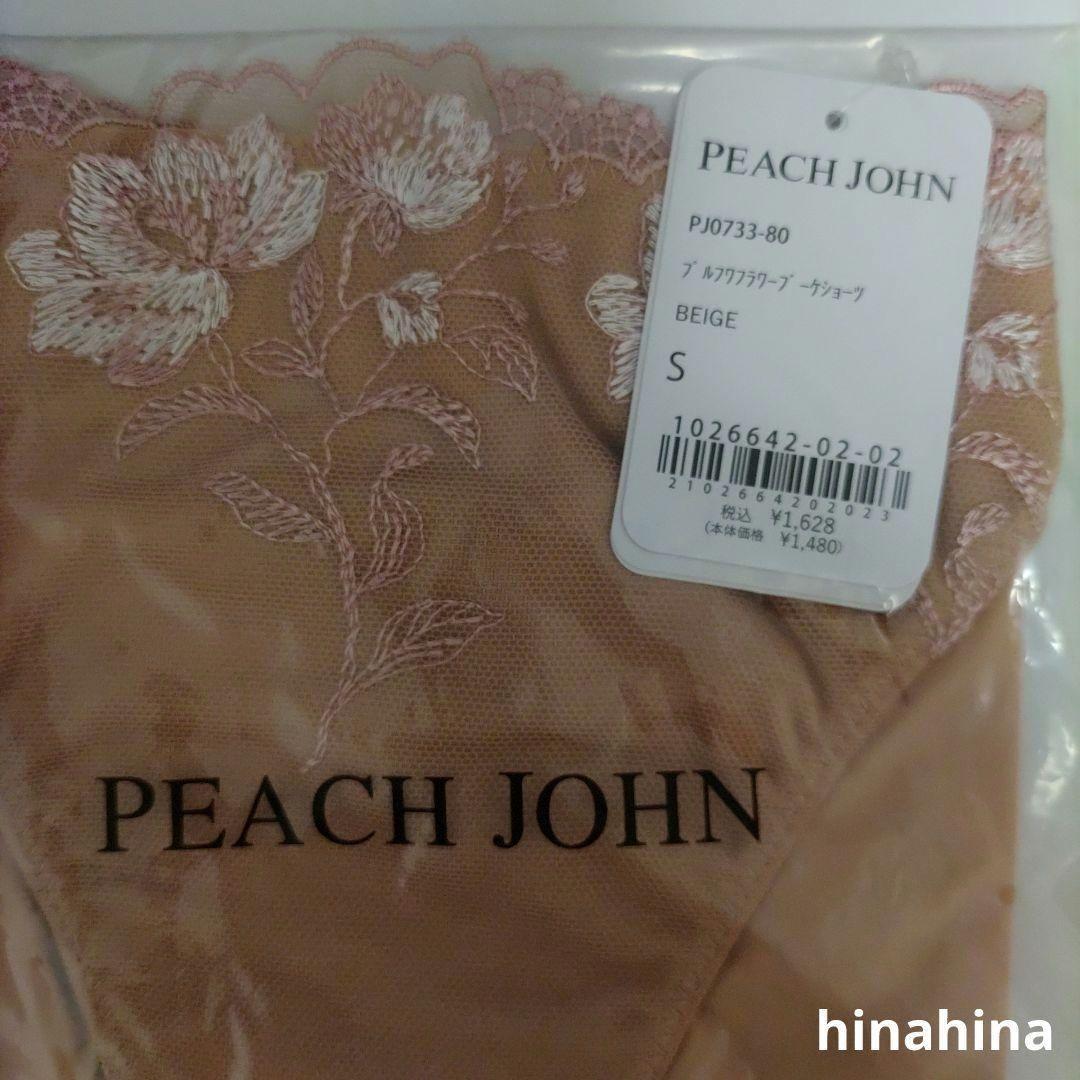 PEACH JOHN
PJ0733-80
ﾌﾞﾙﾌﾜﾌﾗﾜｰﾌﾞｰｹｼｮｰﾂ
BEIGE
S
1026642-02-02
2102664202023
税込 ¥1,628
(本体価格 ¥1,480)
PEACH JOHN
hinahina